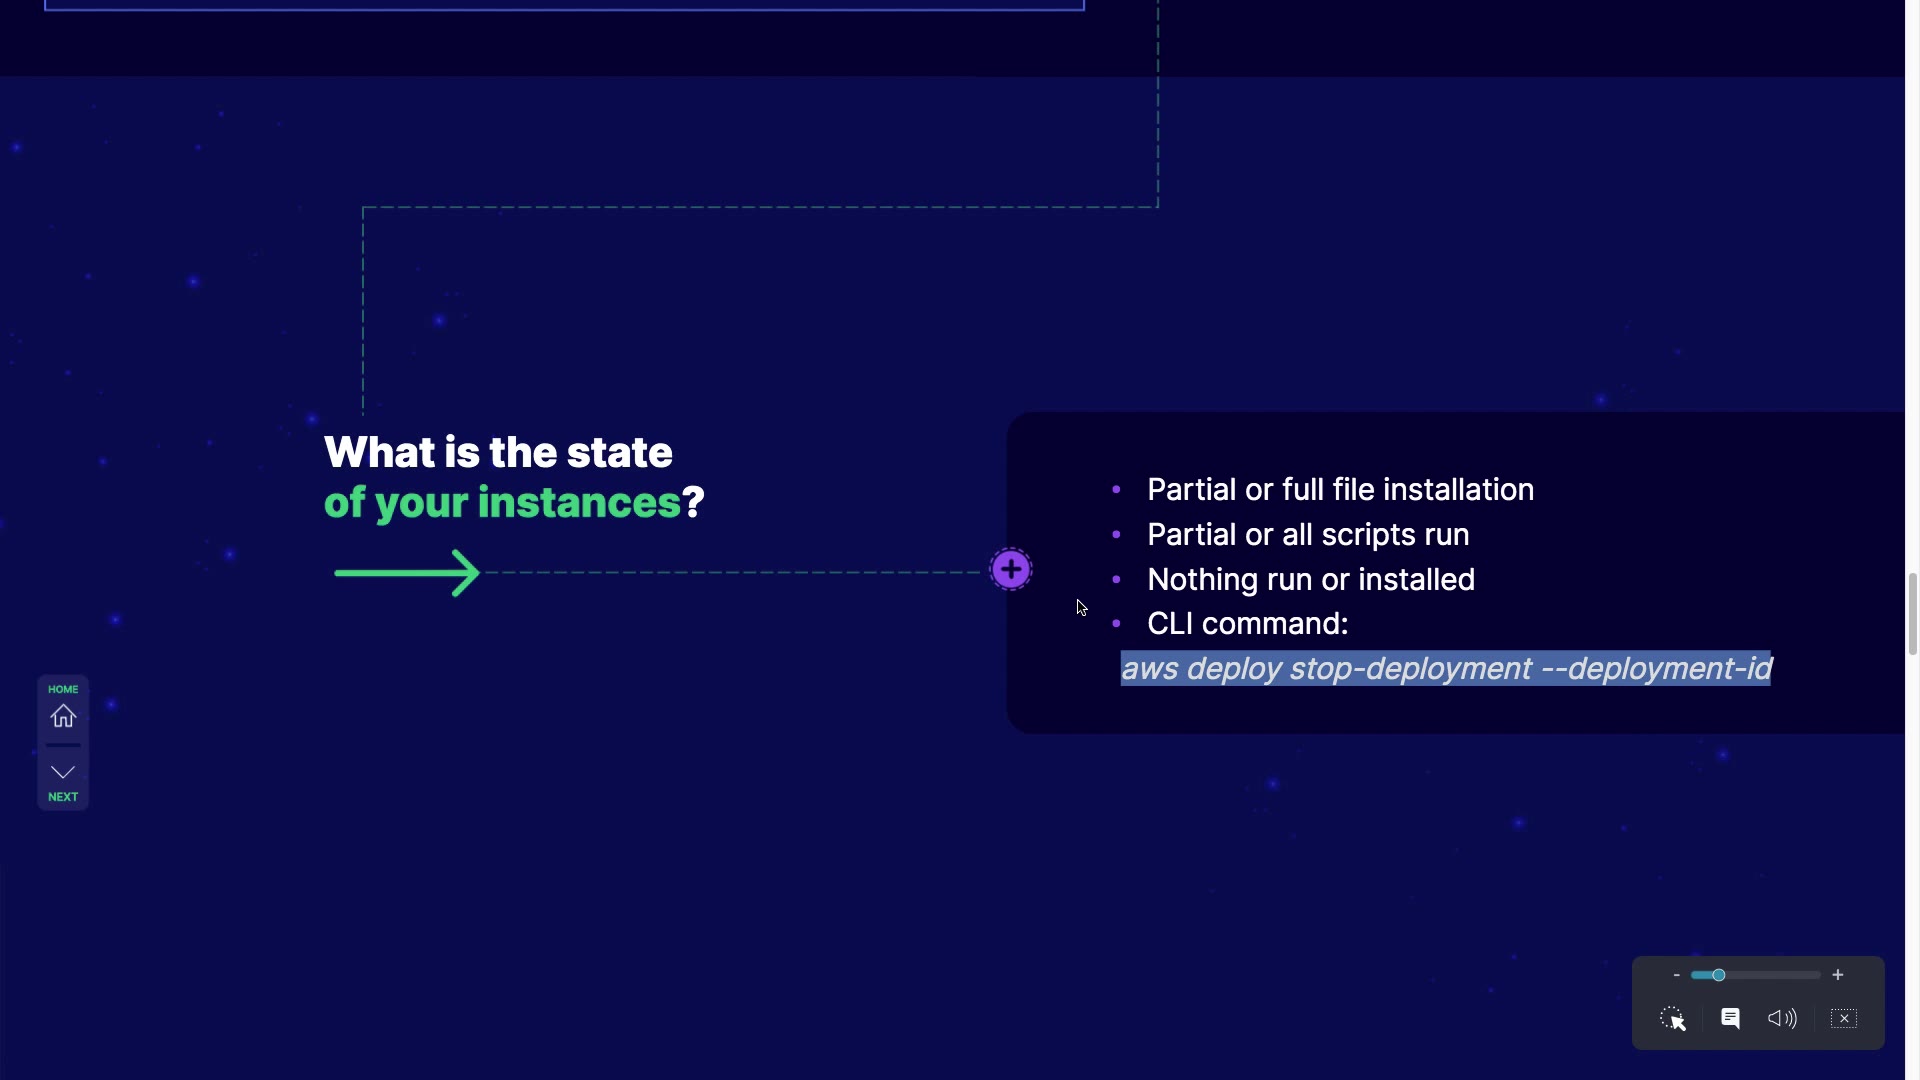 What is the state
of your instances?
• Partial or full file installation
• Partial or all scripts run
• Nothing run or installed
• CLI command:
aws deploy stop-deployment --deployment-id
HOME
NEXT
- +